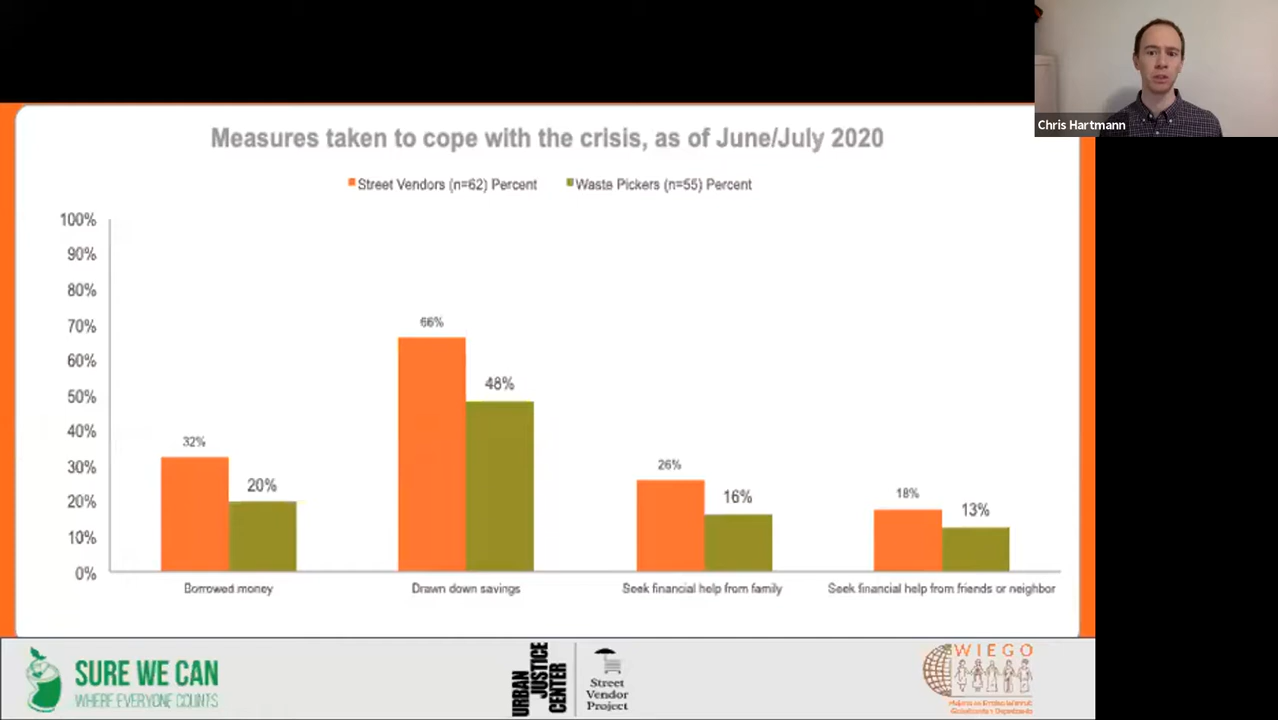 Chris Hartmann
Measures taken to cope with the crisis, as of June/July 2020
Street Vendors (n=62) Percent
Waste Pickers (n=55) Percent
100%
90%
80%
70%
60%
50%
40%
30%
20%
10%
0%
32%
20%
66%
48%
26%
16%
18%
13%
Borrowed money
Drawn down savings
Seek financial help from family
Seek financial help from friends or neighbor
SURE WE CAN
WHERE EVERYONE COUNTS
URBAN
JUSTICE
CENTER
Street
Vendor
Project
WIEGO